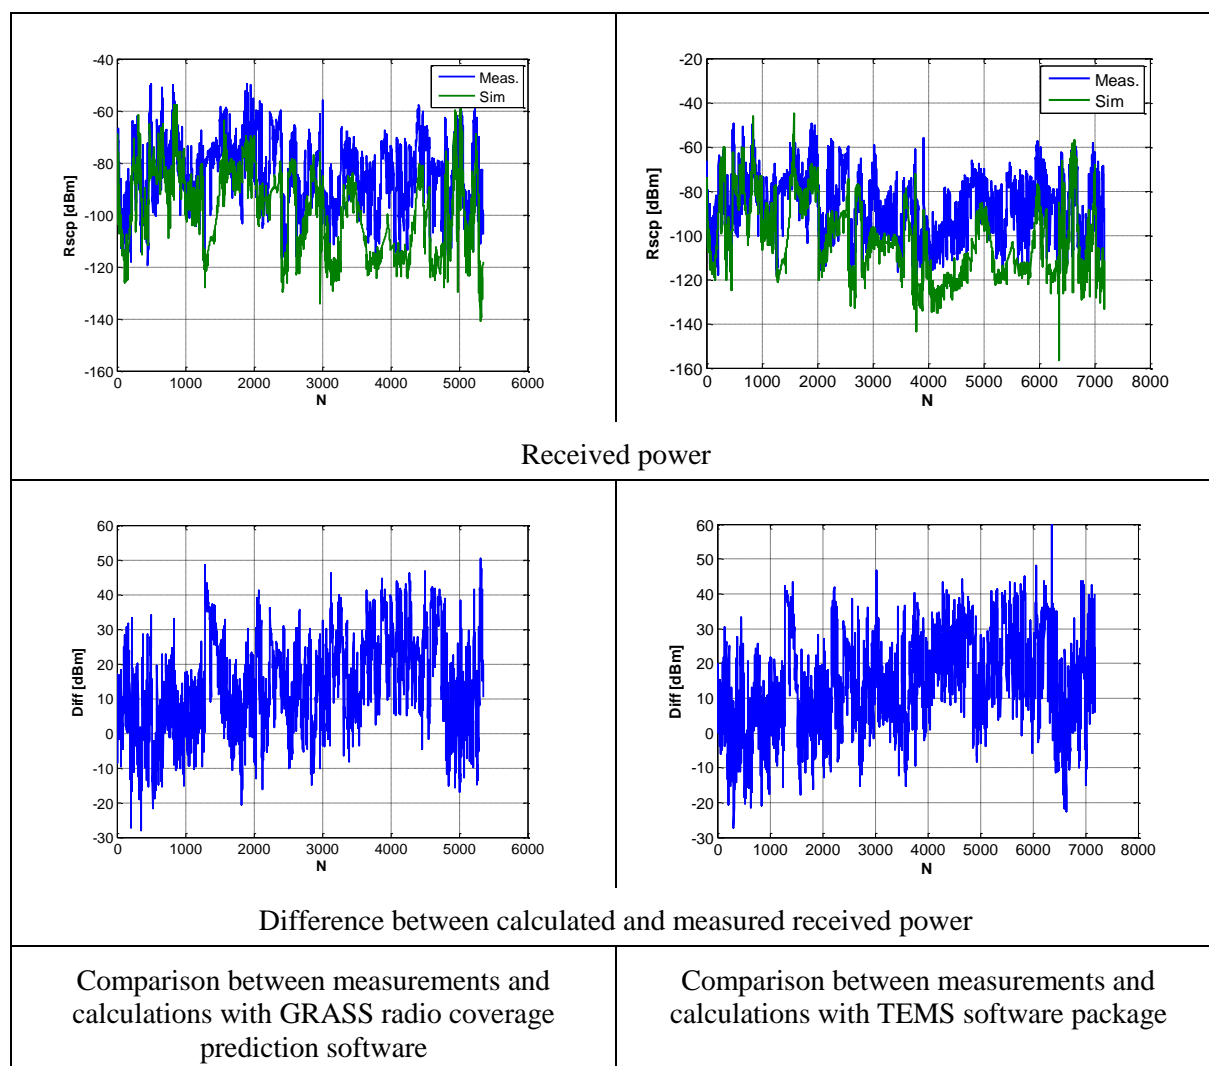 -40
-60
-80
-100
-120
-140
-160
0 1000 2000 3000 4000 5000 6000
N
Rscp [dBm]
Meas.
Sim
-20
-40
-60
-80
-100
-120
-140
-160
0 1000 2000 3000 4000 5000 6000 7000 8000
N
Rscp [dBm]
Meas.
Sim
Received power
60
50
40
30
20
10
0
-10
-20
-30
0 1000 2000 3000 4000 5000 6000
N
Diff [dBm]
60
50
40
30
20
10
0
-10
-20
-30
0 1000 2000 3000 4000 5000 6000 7000 8000
N
Diff [dBm]
Difference between calculated and measured received power
Comparison between measurements and
calculations with GRASS radio coverage
prediction software
Comparison between measurements and
calculations with TEMS software package